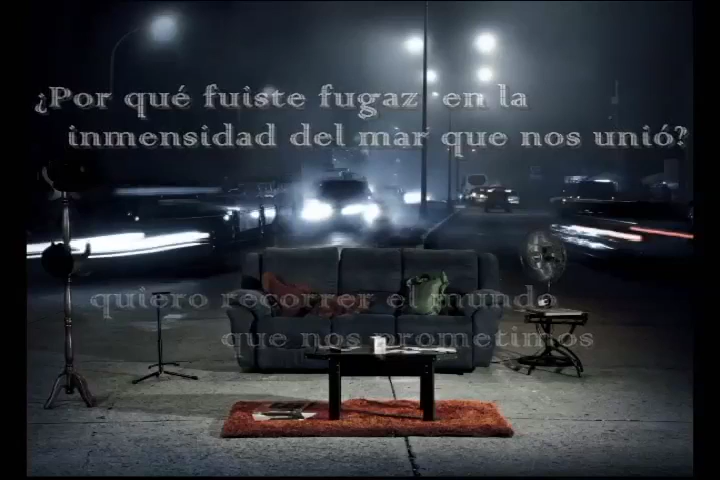 ¿Por qué fuiste fugaz en la
inmensidad del mar que nos unió?
quiero recorrer el mundo
que nos prometimos